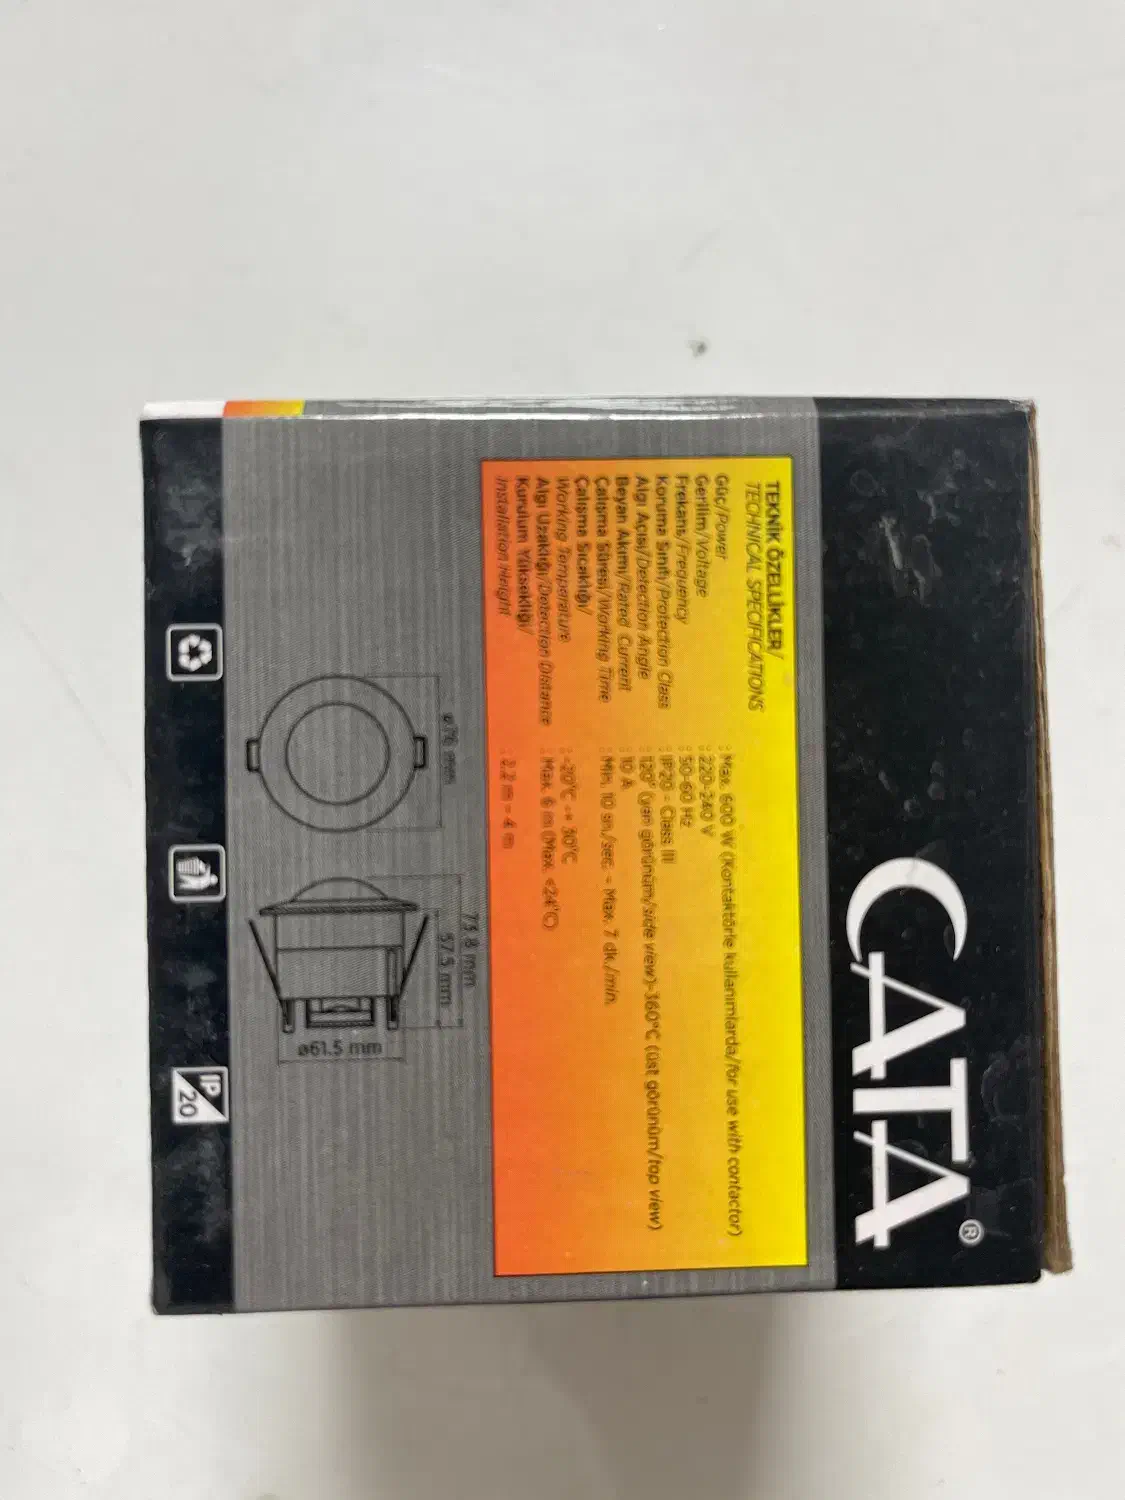 CATA®
TEKNİK ÖZELLİKLER/
TECHNICAL SPECIFICATIONS
Güç/Power : Max. 600 W (Kontaktörle kullanımlarda/for use with contactor)
Gerilim/Voltage : 220-240 V
Frekans/Frequency : 50-60 Hz
Koruma Sınıfı/Protection Class : IP20 - Class II
Algı Açısı/Detection Angle : 120° (yan görünüm/side view)-360°C (üst görünüm/top view)
Beyan Akımı/Rated Current : 10 A
Çalışma Süresi/Working Time : Min. 10 sn./sec. - Max. 7 dk./min.
Çalışma Sıcaklığı/
Working Temperature : -20°C -+ 50°C
Algı Uzaklığı/Detection Distance : Max. 6 m (Max. <24°C)
Kurulum Yüksekliği/
Installation Height : 2.2 m - 4 m
ø76 mm
73.8 mm
57.5 mm
ø61.5 mm
IP
20